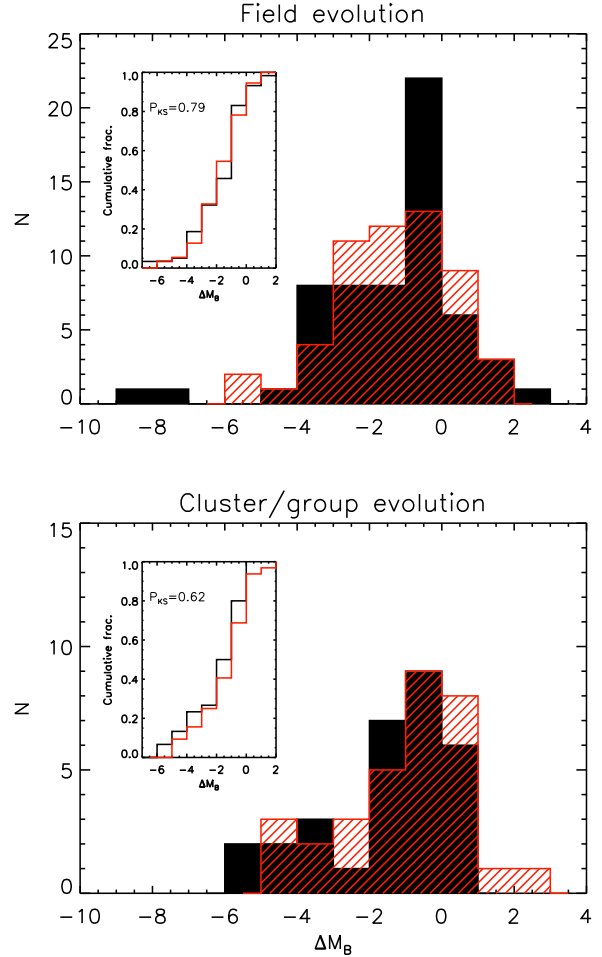 Field evolution
25
20
15
10
5
0
N
-10 -8 -6 -4 -2 0 2 4
1.0
0.8
0.6
0.4
0.2
0.0
Cumulative frac.
P_KS=0.79
-6 -4 -2 0 2
ΔM_B
Cluster/group evolution
15
10
5
0
N
-10 -8 -6 -4 -2 0 2 4
ΔM_B
1.0
0.8
0.6
0.4
0.2
0.0
Cumulative frac.
P_KS=0.62
-6 -4 -2 0 2
ΔM_B